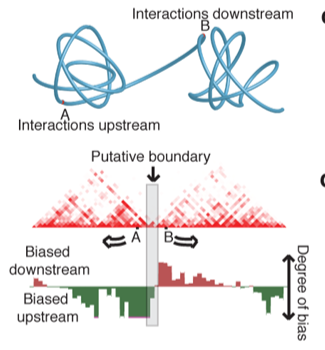 Interactions downstream
B
A
Interactions upstream
Putative boundary
A
B
Biased
downstream
Biased
upstream
Degree of bias